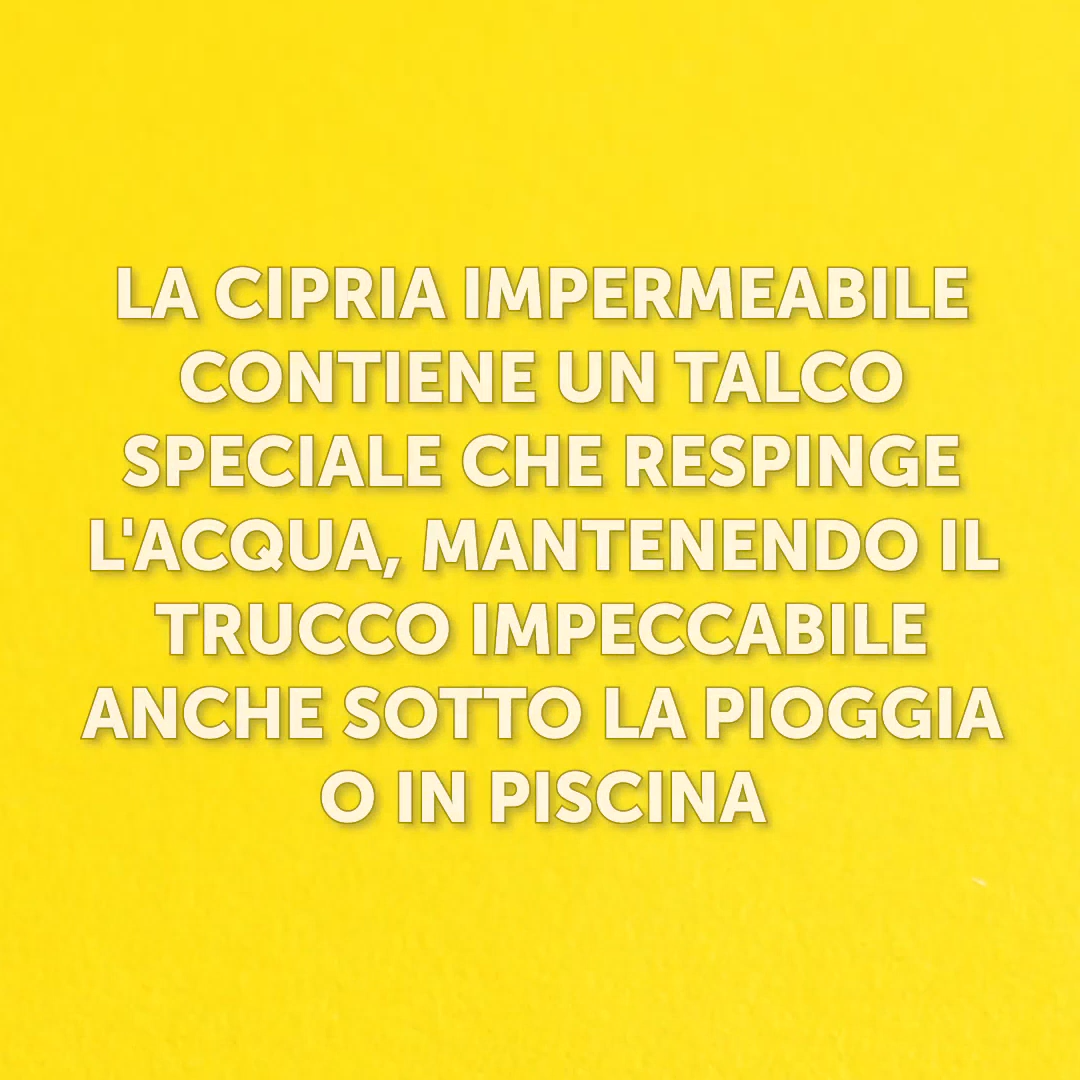 LA CIPRIA IMPERMEABILE
CONTIENE UN TALCO
SPECIALE CHE RESPINGE
L'ACQUA, MANTENENDO IL
TRUCCO IMPECCABILE
ANCHE SOTTO LA PIOGGIA
O IN PISCINA